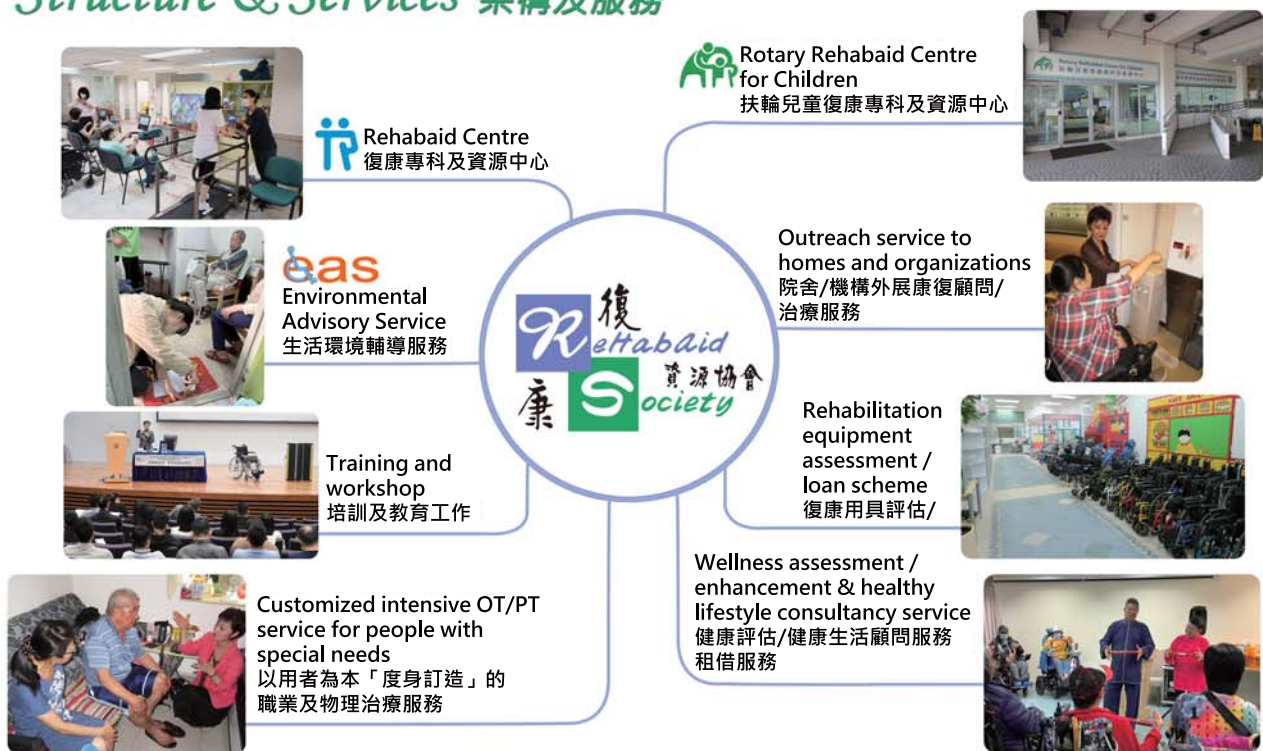 Structure & Services 架構及服務
Rehabaid Centre
復康專科及資源中心
Rotary Rehabaid Centre
for Children
扶輪兒童復康專科及資源中心
eas
Environmental
Advisory Service
生活環境輔導服務
Outreach service to
homes and organizations
院舍/機構外展康復顧問/
治療服務
復
Rehabaid
資源協會
康
Society
Training and
workshop
培訓及教育工作
Rehabilitation
equipment
assessment /
loan scheme
復康用具評估/
Customized intensive OT/PT
service for people with
special needs
以用者為本「度身訂造」的
職業及物理治療服務
Wellness assessment /
enhancement & healthy
lifestyle consultancy service
健康評估/健康生活顧問服務
租借服務